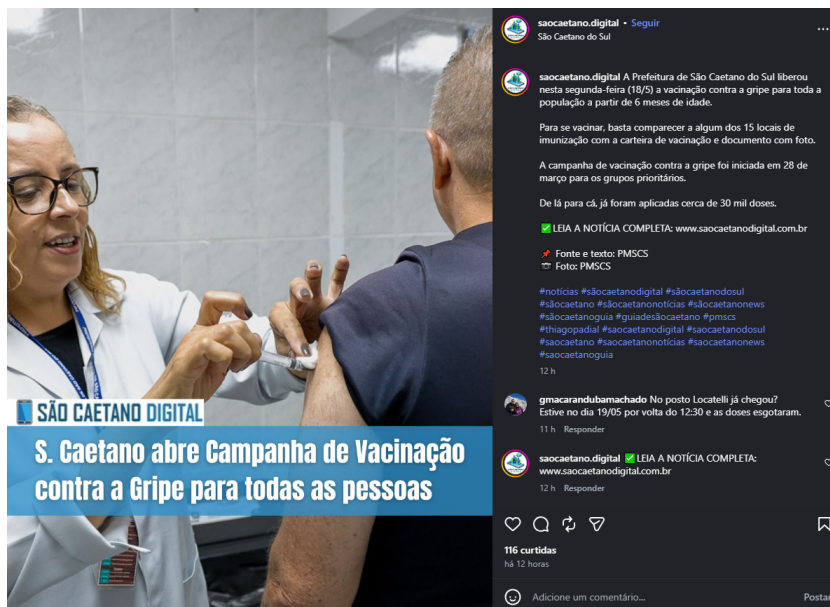 saocaetano.digital • Seguir
São Caetano do Sul
saocaetano.digital A Prefeitura de São Caetano do Sul liberou
nesta segunda-feira (18/5) a vacinação contra a gripe para toda a
população a partir de 6 meses de idade.
Para se vacinar, basta comparecer a algum dos 15 locais de
imunização com a carteira de vacinação e documento com foto.
A campanha de vacinação contra a gripe foi iniciada em 28 de
março para os grupos prioritários.
De lá para cá, já foram aplicadas cerca de 30 mil doses.
✅ LEIA A NOTÍCIA COMPLETA: www.saocaetanodigital.com.br
📌 Fonte e texto: PMSCS
📷 Foto: PMSCS
#notícias #sãocaetanodigital #sãocaetanodosul
#sãocaetano #sãocaetanonotícias #sãocaetanonews
#sãocaetanoguia #guiadesãocaetano #pmscs
#thiagopadial #saocaetanodigital #saocaetanodosul
#saocaetano #saocaetanonotícias #saocaetanonews
#saocaetanoguia
12 h
gmacarandubamachado No posto Locatelli já chegou?
Estive no dia 19/05 por volta do 12:30 e as doses esgotaram.
11 h Responder
saocaetano.digital ✅ LEIA A NOTÍCIA COMPLETA:
www.saocaetanodigital.com.br
12 h Responder
116 curtidas
há 12 horas
Adicione um comentário...
Postar
SÃO CAETANO DIGITAL
S. Caetano abre Campanha de Vacinação
contra a Gripe para todas as pessoas